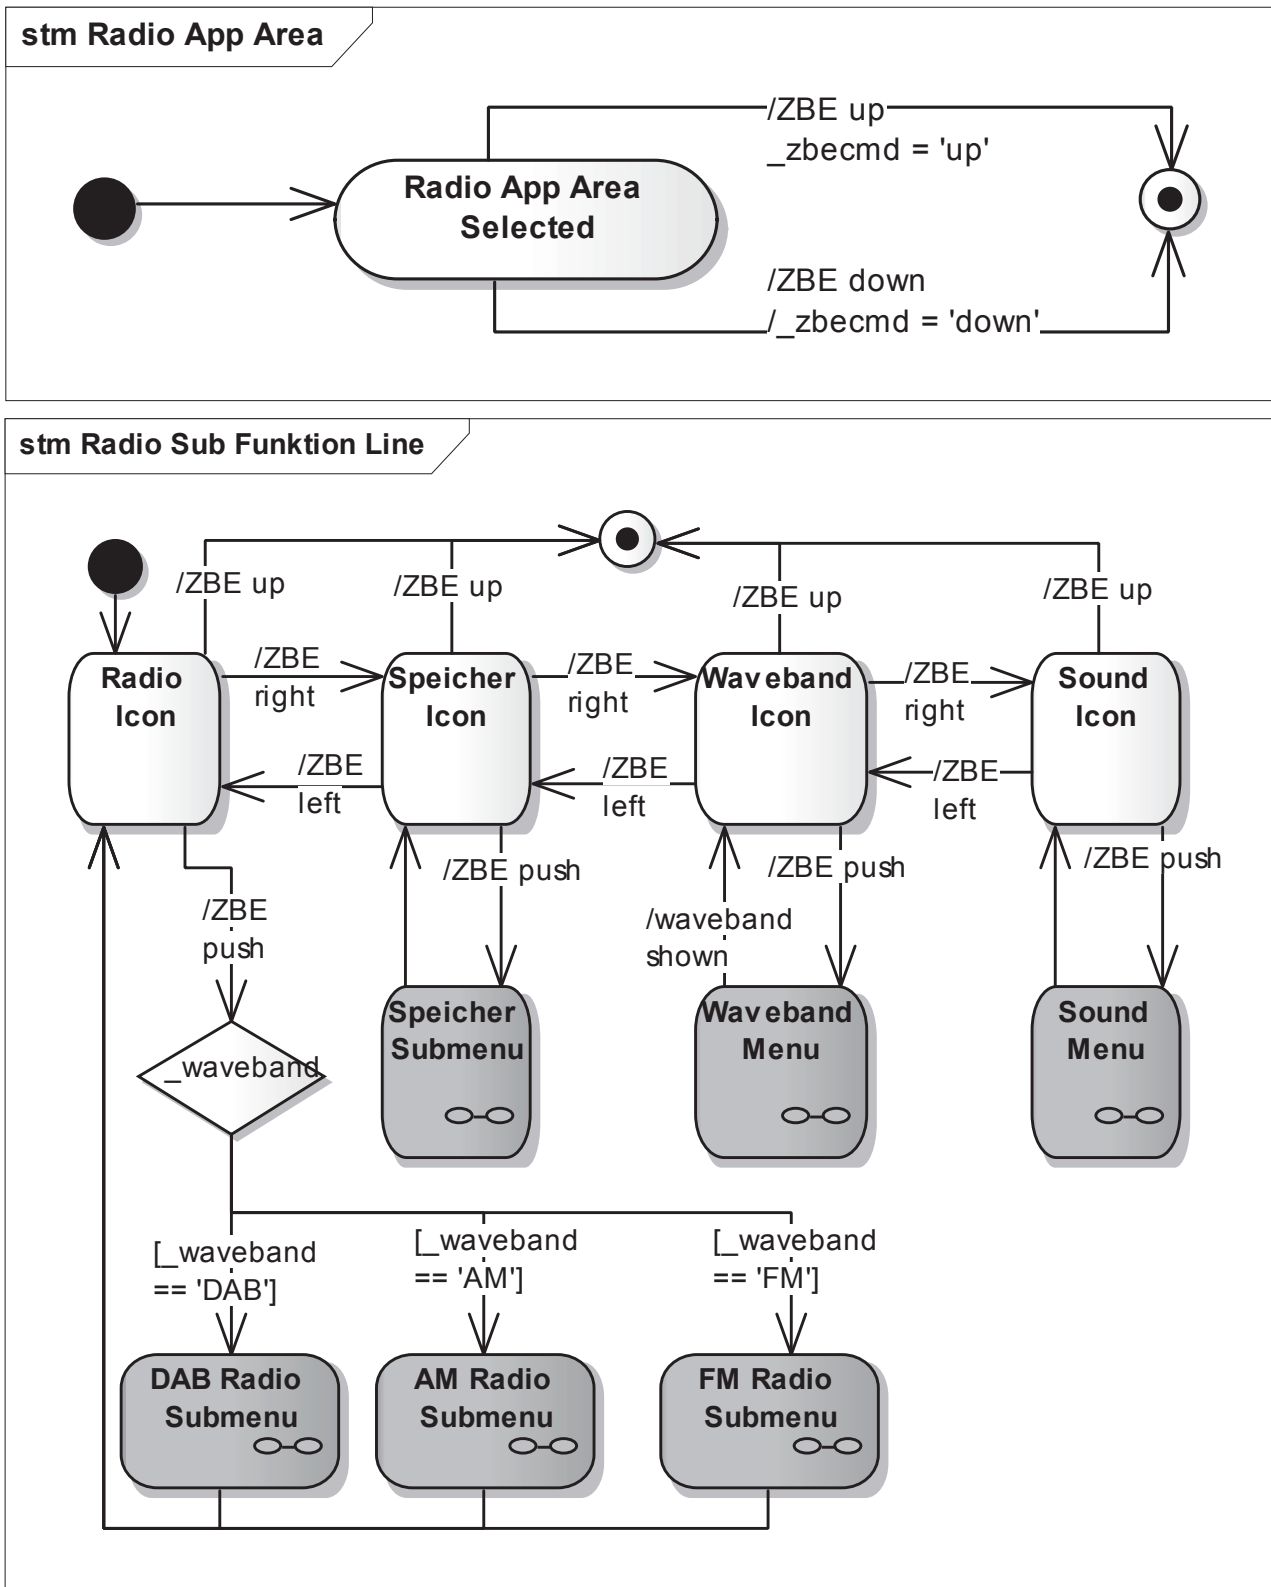 stm Radio App Area
/ZBE up
_zbecmd = 'up'
Radio App Area
Selected
/ZBE down
/_zbecmd = 'down'
stm Radio Sub Funktion Line
/ZBE up
/ZBE up
/ZBE up
/ZBE up
Radio
Icon
/ZBE
right
Speicher
Icon
/ZBE
right
Waveband
Icon
/ZBE
right
Sound
Icon
/ZBE
left
/ZBE
left
/ZBE
left
/ZBE
push
/ZBE push
/waveband
shown
/ZBE push
/ZBE push
Speicher
Submenu
Waveband
Menu
Sound
Menu
_waveband
[_waveband
== 'DAB']
[_waveband
== 'AM']
[_waveband
== 'FM']
DAB Radio
Submenu
AM Radio
Submenu
FM Radio
Submenu